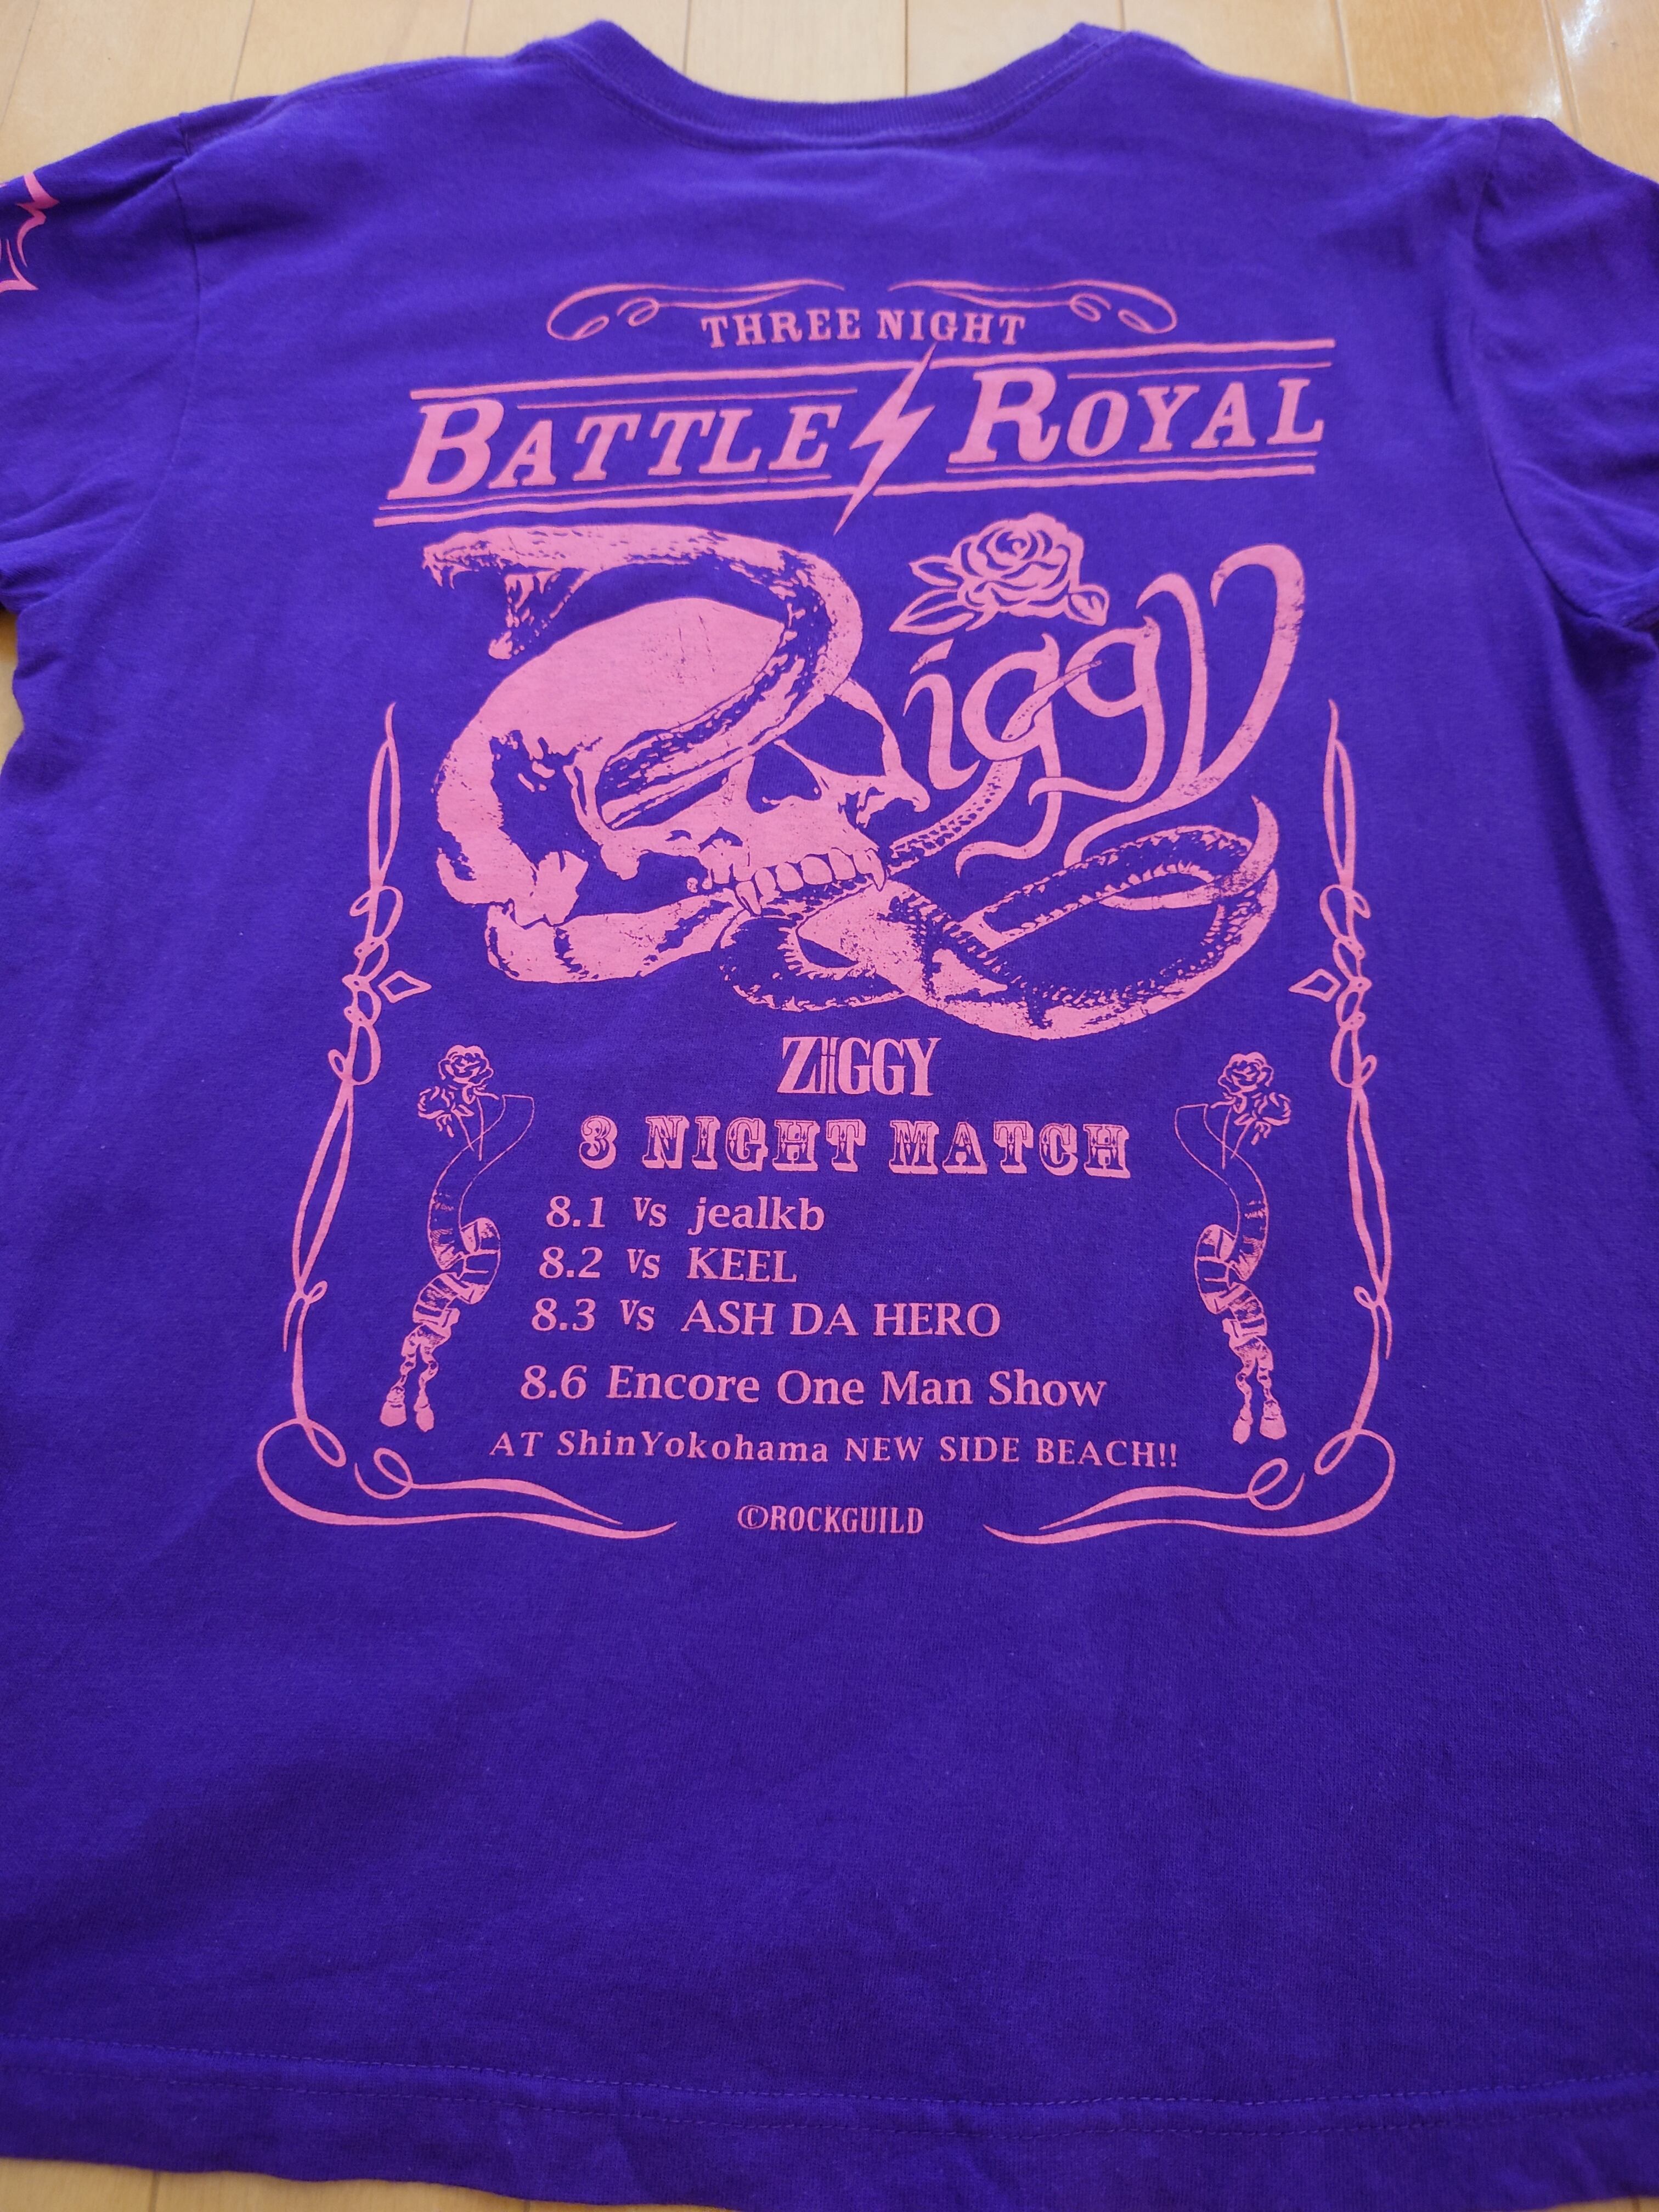 THREE NIGHT
BATTLE ROYAL
Ziggy
ZiiGGY
3 NIGHT MATCH
8.1 Vs jealkb
8.2 Vs KEEL
8.3 Vs ASH DA HERO
8.6 Encore One Man Show
AT ShinYokohama NEW SIDE BEACH!!
©ROCKGUILD